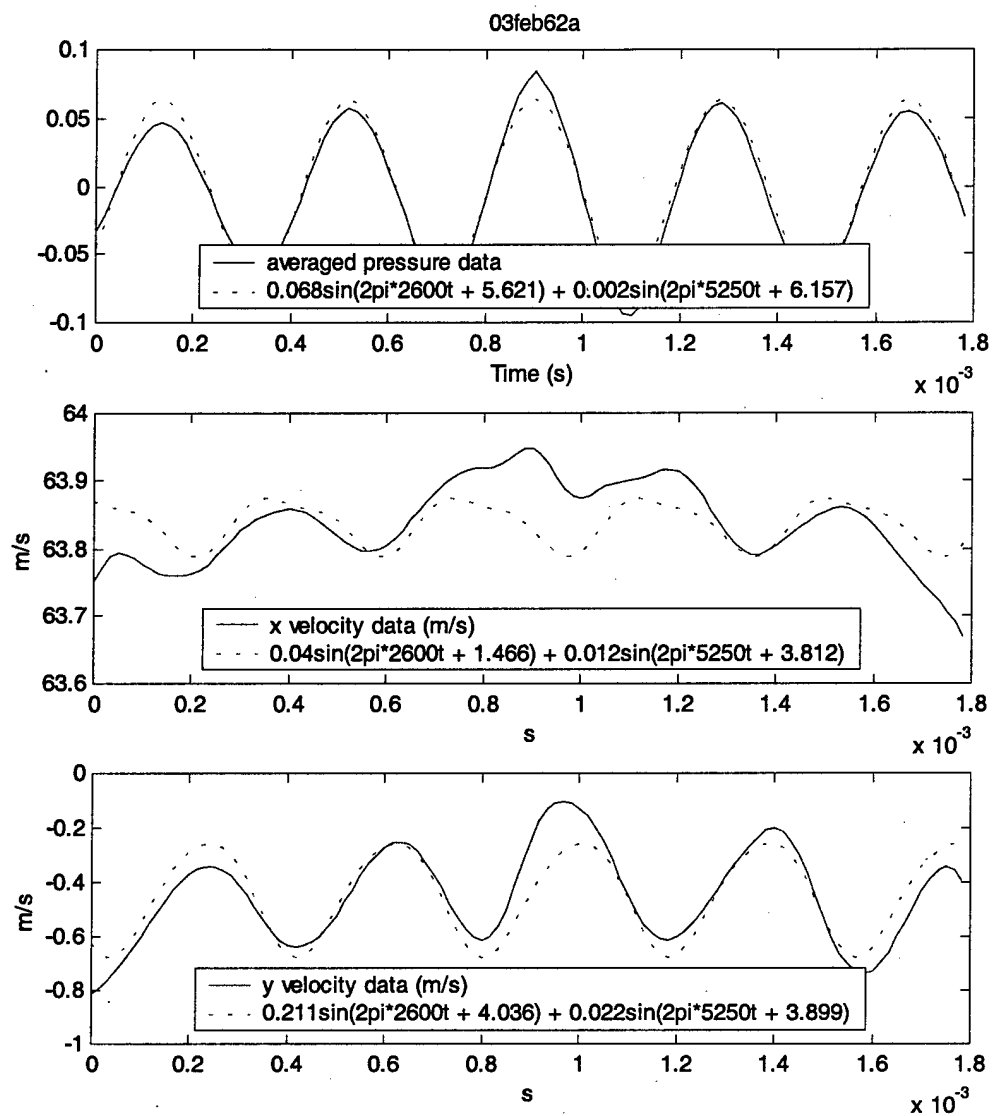 03feb62a
0.1
0.05
0
-0.05
-0.1
averaged pressure data
0.068sin(2pi*2600t + 5.621) + 0.002sin(2pi*5250t + 6.157)
0 0.2 0.4 0.6 0.8 1 1.2 1.4 1.6 1.8
Time (s)
x 10-3
64
63.9
63.8
63.7
63.6
m/s
x velocity data (m/s)
0.04sin(2pi*2600t + 1.466) + 0.012sin(2pi*5250t + 3.812)
0 0.2 0.4 0.6 0.8 1 1.2 1.4 1.6 1.8
s
x 10-3
0
-0.2
-0.4
-0.6
-0.8
-1
m/s
y velocity data (m/s)
0.211sin(2pi*2600t + 4.036) + 0.022sin(2pi*5250t + 3.899)
0 0.2 0.4 0.6 0.8 1 1.2 1.4 1.6 1.8
s
x 10-3